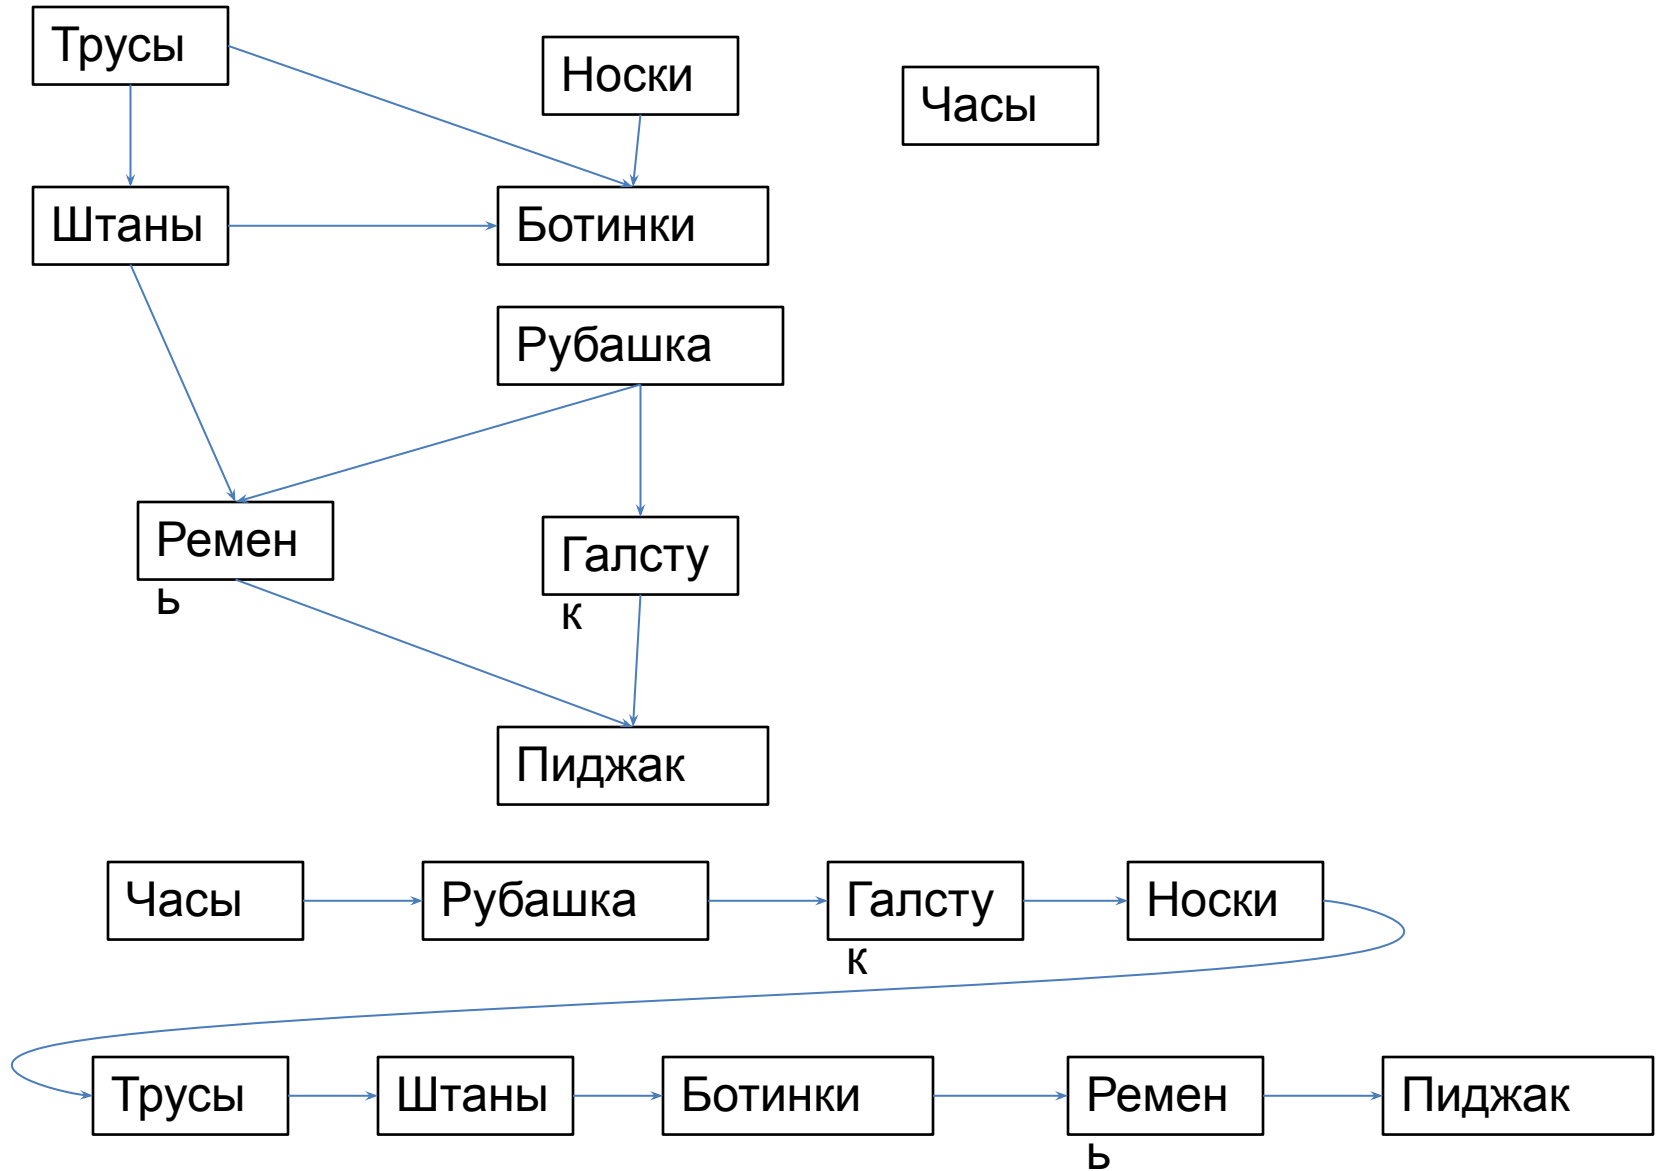 Трусы
Носки
Часы
Штаны
Ботинки
Рубашка
Ремен
ь
Галсту
к
Пиджак
Часы
Рубашка
Галсту
к
Носки
Трусы
Штаны
Ботинки
Ремен
ь
Пиджак